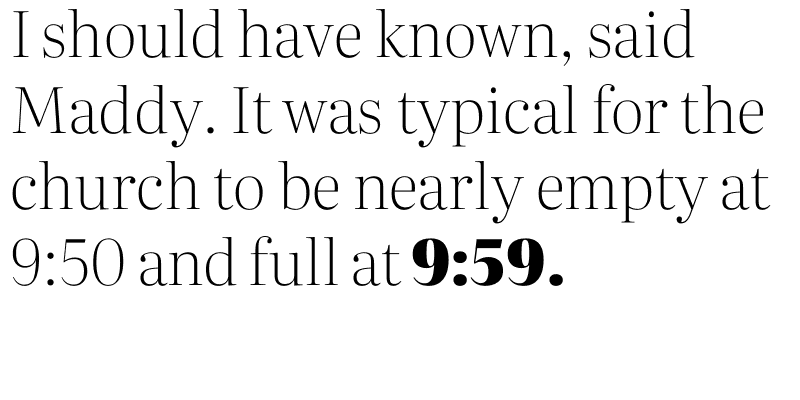 I should have known, said
Maddy. It was typical for the
church to be nearly empty at
9:50 and full at 9:59.